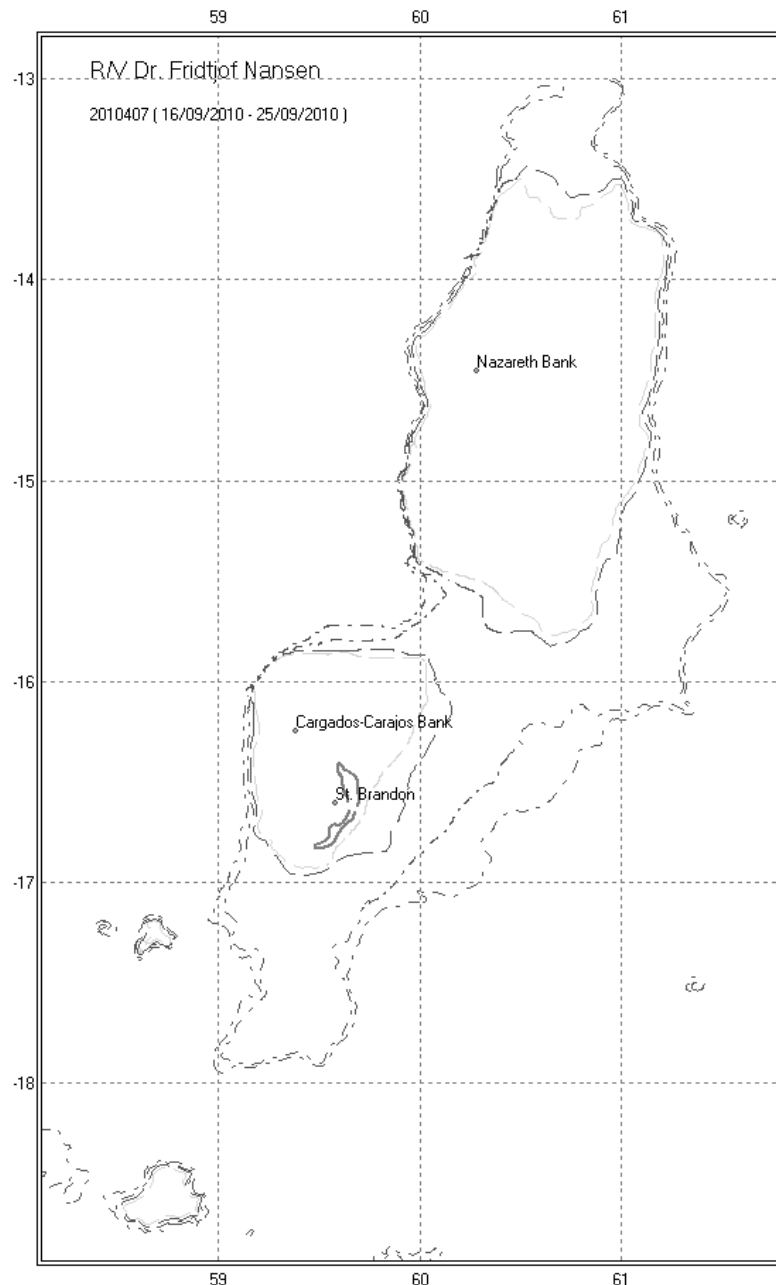 59 60 61
R/V Dr. Fridtjof Nansen
2010407 ( 16/09/2010 - 25/09/2010 )
-13
-14
Nazareth Bank
-15
-16
Cargados-Carajos Bank
St. Brandon
-17
-18
59 60 61